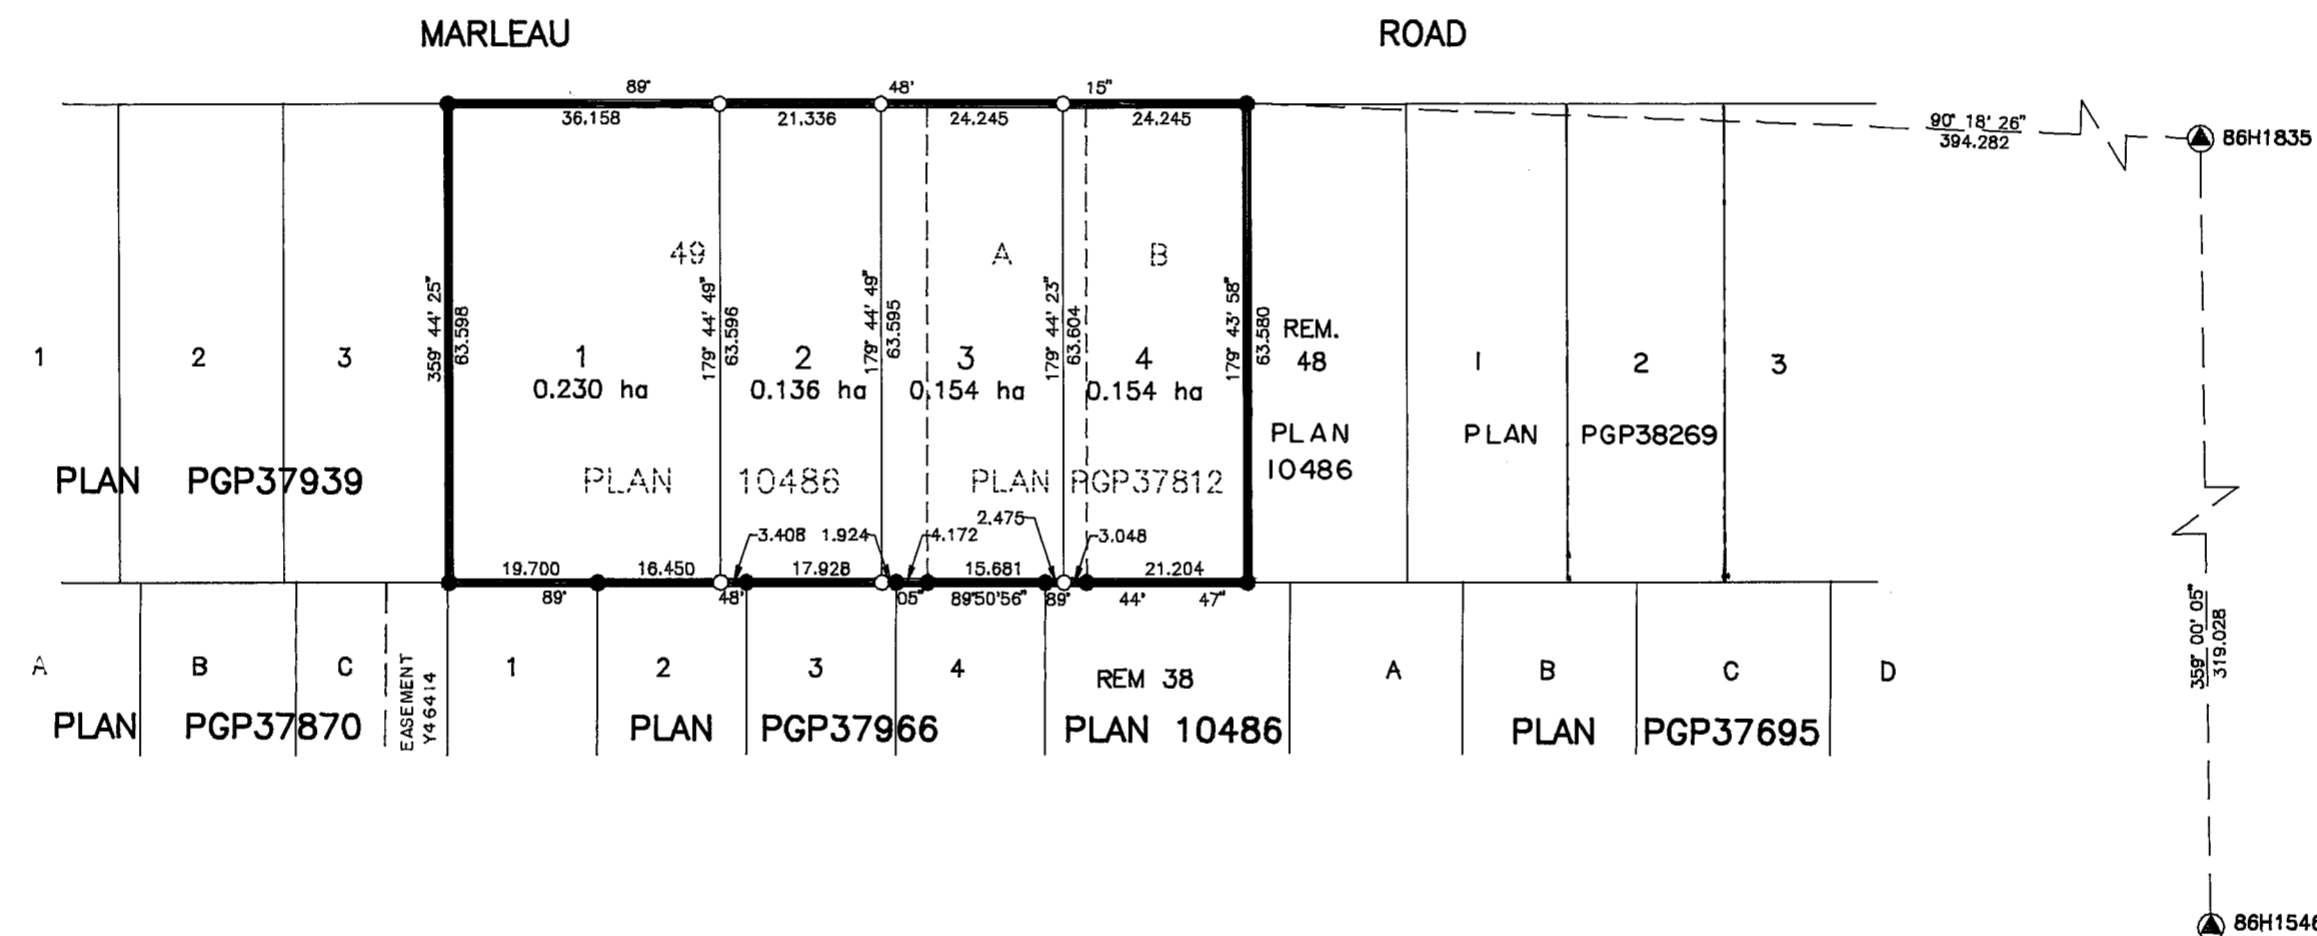 MARLEAU ROAD
89° 48' 15"
36.158 21.336 24.245 24.245
90° 18' 26"
394.282
86H1835
49 A B
359° 44' 25"
63.598
179° 44' 49"
63.596
179° 44' 49"
63.595
179° 44' 23"
63.604
179° 43' 58"
63.580
1 2 3
1
0.230 ha
2
0.136 ha
3
0.154 ha
4
0.154 ha
REM.
48
PLAN
10486
1 2 3
PLAN PGP38269
PLAN PGP37939
PLAN 10486
PLAN PGP37812
2.475
3.408 1.924 4.172 3.048
19.700 16.450 17.928 15.681 21.204
89° 48' 05" 89°50'56" 89° 44' 47"
359° 00' 05"
319.028
A B C
EASEMENT
Y46414
1 2 3 4
REM 38
A B C D
PLAN PGP37870
PLAN PGP37966
PLAN 10486
PLAN PGP37695
86H1546